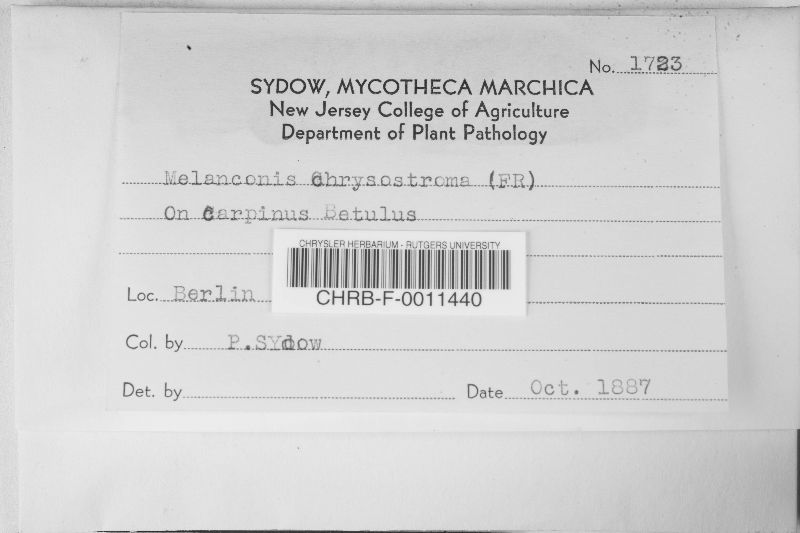 No. 1723
SYDOW, MYCOTHECA MARCHICA
New Jersey College of Agriculture
Department of Plant Pathology
Melanconis Chrysostroma (FR)
On Carpinus Betulus
CHRYSLER HERBARIUM - RUTGERS UNIVERSITY
Loc. Berlin
CHRB-F-0011440
Col. by P.SYdow
Det. by
Date Oct. 1887